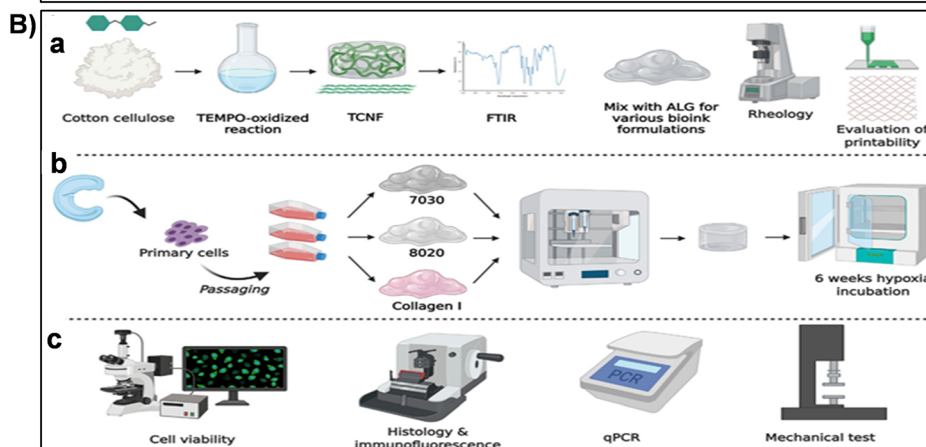 B)
a
Cotton cellulose
TEMPO-oxidized
reaction
TCNF
FTIR
Mix with ALG for
various bioink
formulations
Rheology
Evaluation of
printability
b
Primary cells
Passaging
7030
8020
Collagen I
6 weeks hypoxia
incubation
c
Cell viability
Histology &
immunofluorescence
PCR
qPCR
Mechanical test